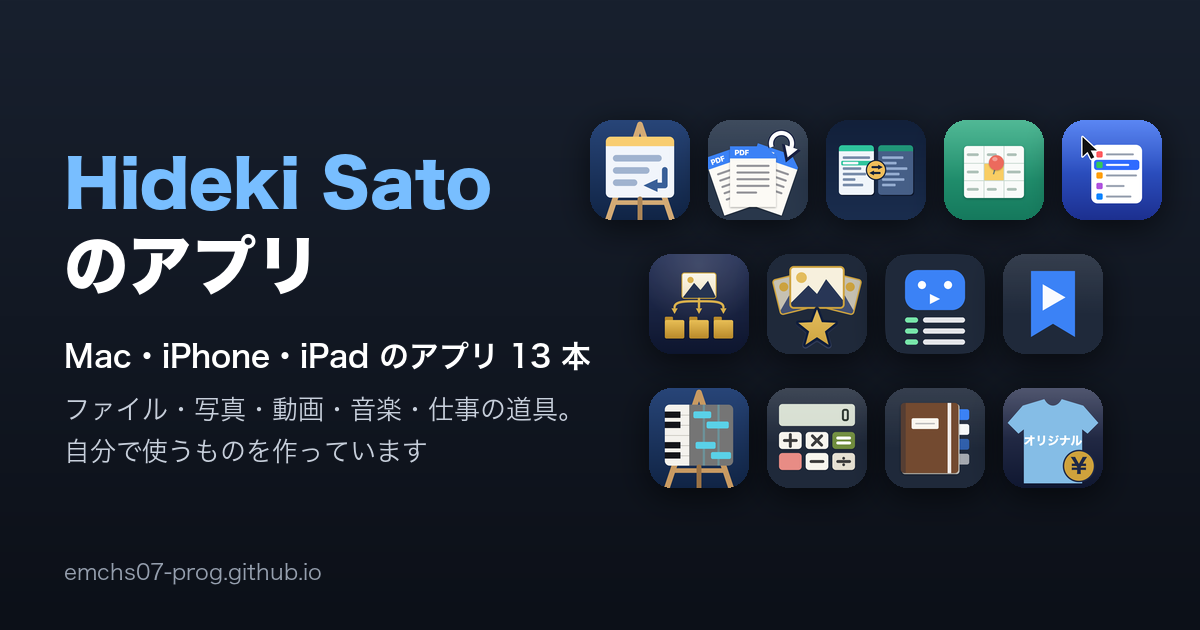 Hideki Sato
のアプリ
Mac・iPhone・iPad のアプリ 13 本
ファイル・写真・動画・音楽・仕事の道具。
自分で使うものを作っています
emchs07-prog.github.io
PDF
PDF
0
+ × =
− ÷
オリジナル
¥